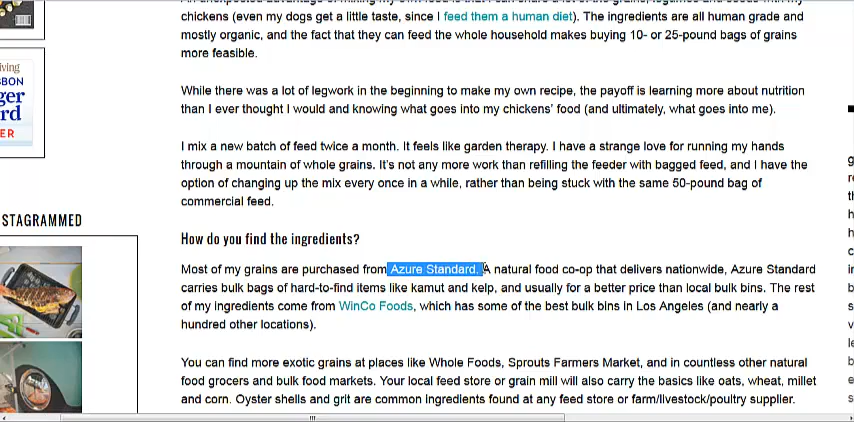 chickens (even my dogs get a little taste, since I feed them a human diet). The ingredients are all human grade and
mostly organic, and the fact that they can feed the whole household makes buying 10- or 25-pound bags of grains
more feasible.
While there was a lot of legwork in the beginning to make my own recipe, the payoff is learning more about nutrition
than I ever thought I would and knowing what goes into my chickens' food (and ultimately, what goes into me).
I mix a new batch of feed twice a month. It feels like garden therapy. I have a strange love for running my hands
through a mountain of whole grains. It's not any more work than refilling the feeder with bagged feed, and I have the
option of changing up the mix every once in a while, rather than being stuck with the same 50-pound bag of
commercial feed.
STAGRAMMED
How do you find the ingredients?
Most of my grains are purchased from Azure Standard. A natural food co-op that delivers nationwide, Azure Standard
carries bulk bags of hard-to-find items like kamut and kelp, and usually for a better price than local bulk bins. The rest
of my ingredients come from WinCo Foods, which has some of the best bulk bins in Los Angeles (and nearly a
hundred other locations).
You can find more exotic grains at places like Whole Foods, Sprouts Farmers Market, and in countless other natural
food grocers and bulk food markets. Your local feed store or grain mill will also carry the basics like oats, wheat, millet
and corn. Oyster shells and grit are common ingredients found at any feed store or farm/livestock/poultry supplier.